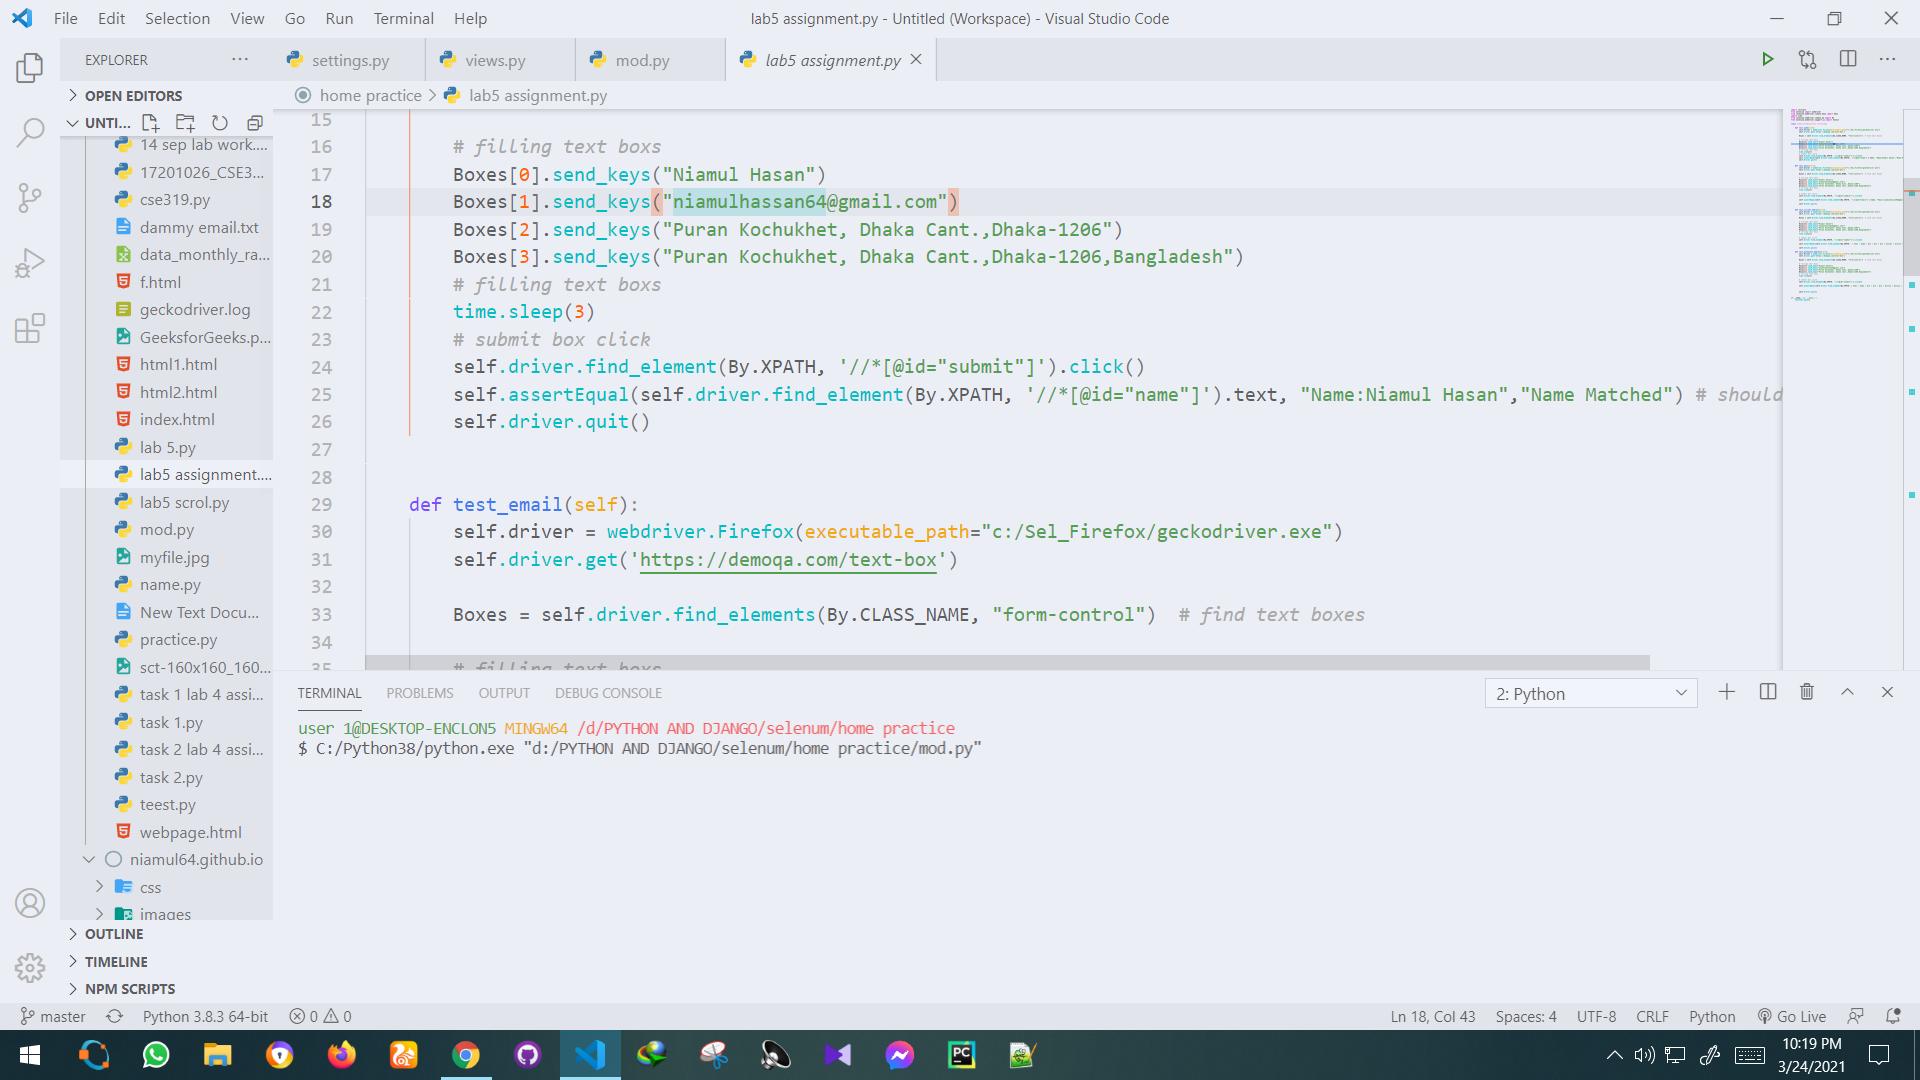 File Edit Selection View Go Run Terminal Help
lab5 assignment.py - Untitled (Workspace) - Visual Studio Code
EXPLORER ···
settings.py
views.py
mod.py
lab5 assignment.py
OPEN EDITORS
UNTI...
14 sep lab work....
17201026_CSE3...
cse319.py
dammy email.txt
data_monthly_ra...
f.html
geckodriver.log
GeeksforGeeks.p...
html1.html
html2.html
index.html
lab 5.py
lab5 assignment....
lab5 scrol.py
mod.py
myfile.jpg
name.py
New Text Docu...
practice.py
sct-160x160_160...
task 1 lab 4 assi...
task 1.py
task 2 lab 4 assi...
task 2.py
teest.py
webpage.html
niamul64.github.io
css
images
OUTLINE
TIMELINE
NPM SCRIPTS
home practice > lab5 assignment.py
15
16 # filling text boxs
17 Boxes[0].send_keys("Niamul Hasan")
18 Boxes[1].send_keys("niamulhassan64@gmail.com")
19 Boxes[2].send_keys("Puran Kochukhet, Dhaka Cant.,Dhaka-1206")
20 Boxes[3].send_keys("Puran Kochukhet, Dhaka Cant.,Dhaka-1206,Bangladesh")
21 # filling text boxs
22 time.sleep(3)
23 # submit box click
24 self.driver.find_element(By.XPATH, '//*[@id="submit"]').click()
25 self.assertEqual(self.driver.find_element(By.XPATH, '//*[@id="name"]').text, "Name:Niamul Hasan","Name Matched") # should
26 self.driver.quit()
27
28
29 def test_email(self):
30 self.driver = webdriver.Firefox(executable_path="c:/Sel_Firefox/geckodriver.exe")
31 self.driver.get('https://demoqa.com/text-box')
32
33 Boxes = self.driver.find_elements(By.CLASS_NAME, "form-control") # find text boxes
34
35 # filling text boxs
TERMINAL PROBLEMS OUTPUT DEBUG CONSOLE
2: Python
user 1@DESKTOP-ENCLON5 MINGW64 /d/PYTHON AND DJANGO/selenum/home practice
$ C:/Python38/python.exe "d:/PYTHON AND DJANGO/selenum/home practice/mod.py"
master
Python 3.8.3 64-bit
0 0
Ln 18, Col 43
Spaces: 4
UTF-8
CRLF
Python
Go Live
PC
10:19 PM
3/24/2021